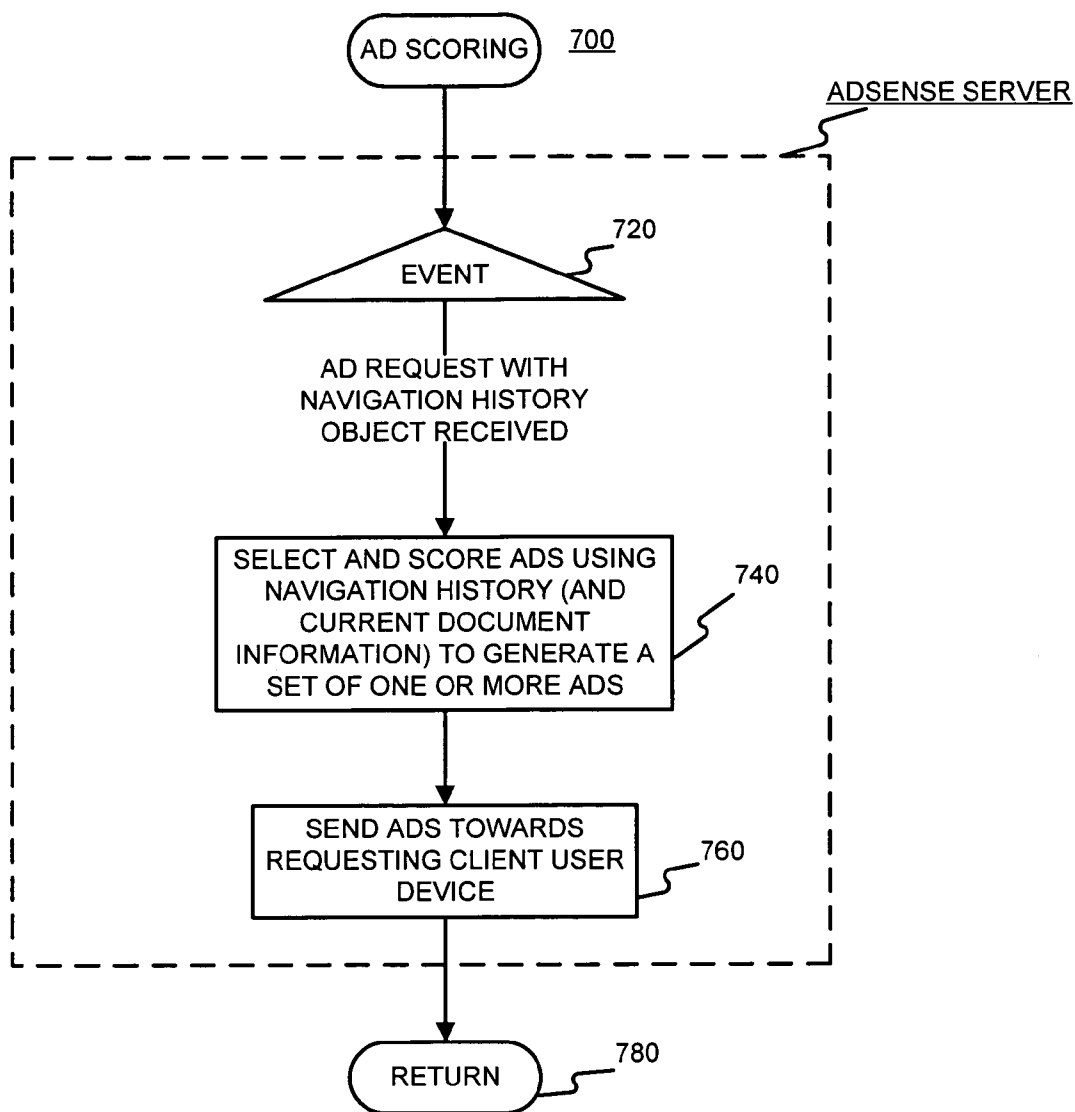 AD SCORING
700
ADSENSE SERVER
720
EVENT
AD REQUEST WITH
NAVIGATION HISTORY
OBJECT RECEIVED
SELECT AND SCORE ADS USING
NAVIGATION HISTORY (AND
CURRENT DOCUMENT
INFORMATION) TO GENERATE A
SET OF ONE OR MORE ADS
740
SEND ADS TOWARDS
REQUESTING CLIENT USER
DEVICE
760
RETURN
780